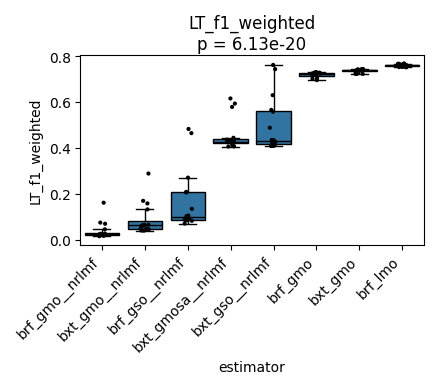 LT_f1_weighted
p = 6.13e-20
LT_f1_weighted
0.8
0.6
0.4
0.2
0.0
brf_gmo__nrlmf
bxt_gmo__nrlmf
brf_gso__nrlmf
bxt_gmosa__nrlmf
bxt_gso__nrlmf
brf_gmo
bxt_gmo
brf_lmo
estimator